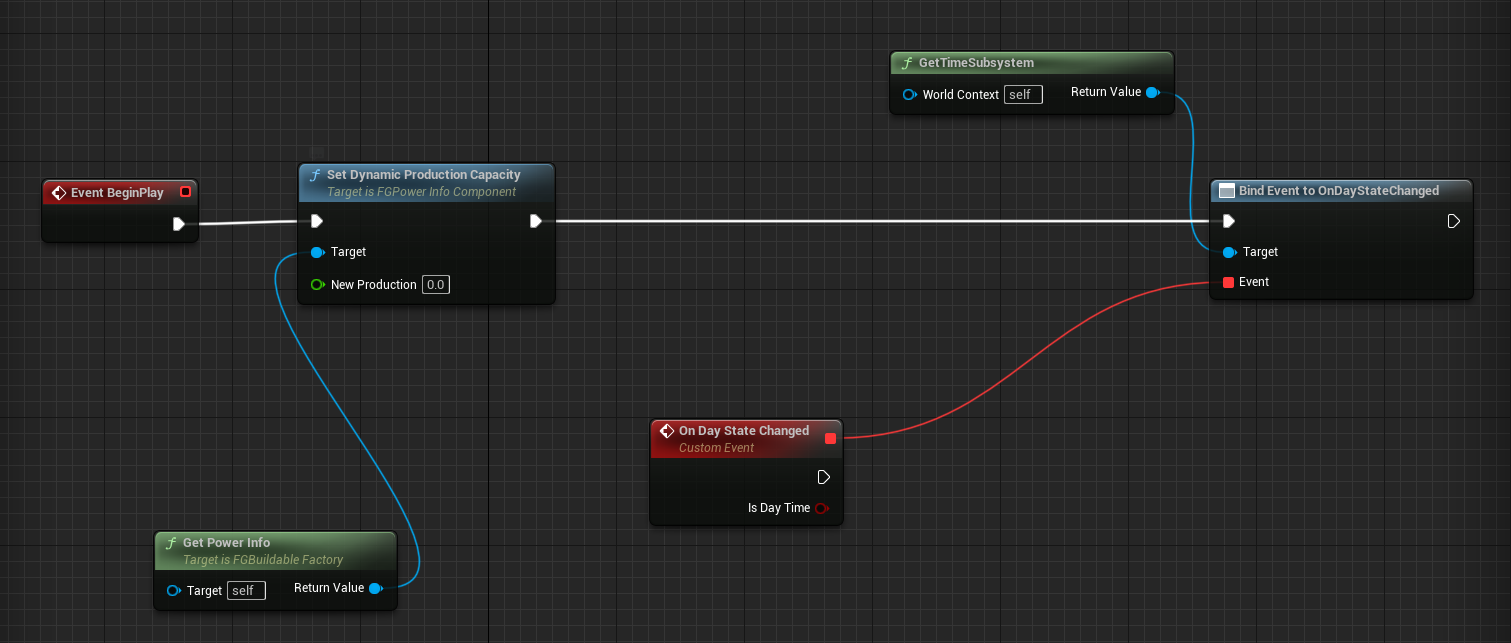 GetTimeSubsystem
World Context self
Return Value
Event BeginPlay
Set Dynamic Production Capacity
Target is FGPower Info Component
Target
New Production 0.0
Bind Event to OnDayStateChanged
Target
Event
On Day State Changed
Custom Event
Is Day Time
Get Power Info
Target is FGBuildable Factory
Target self
Return Value